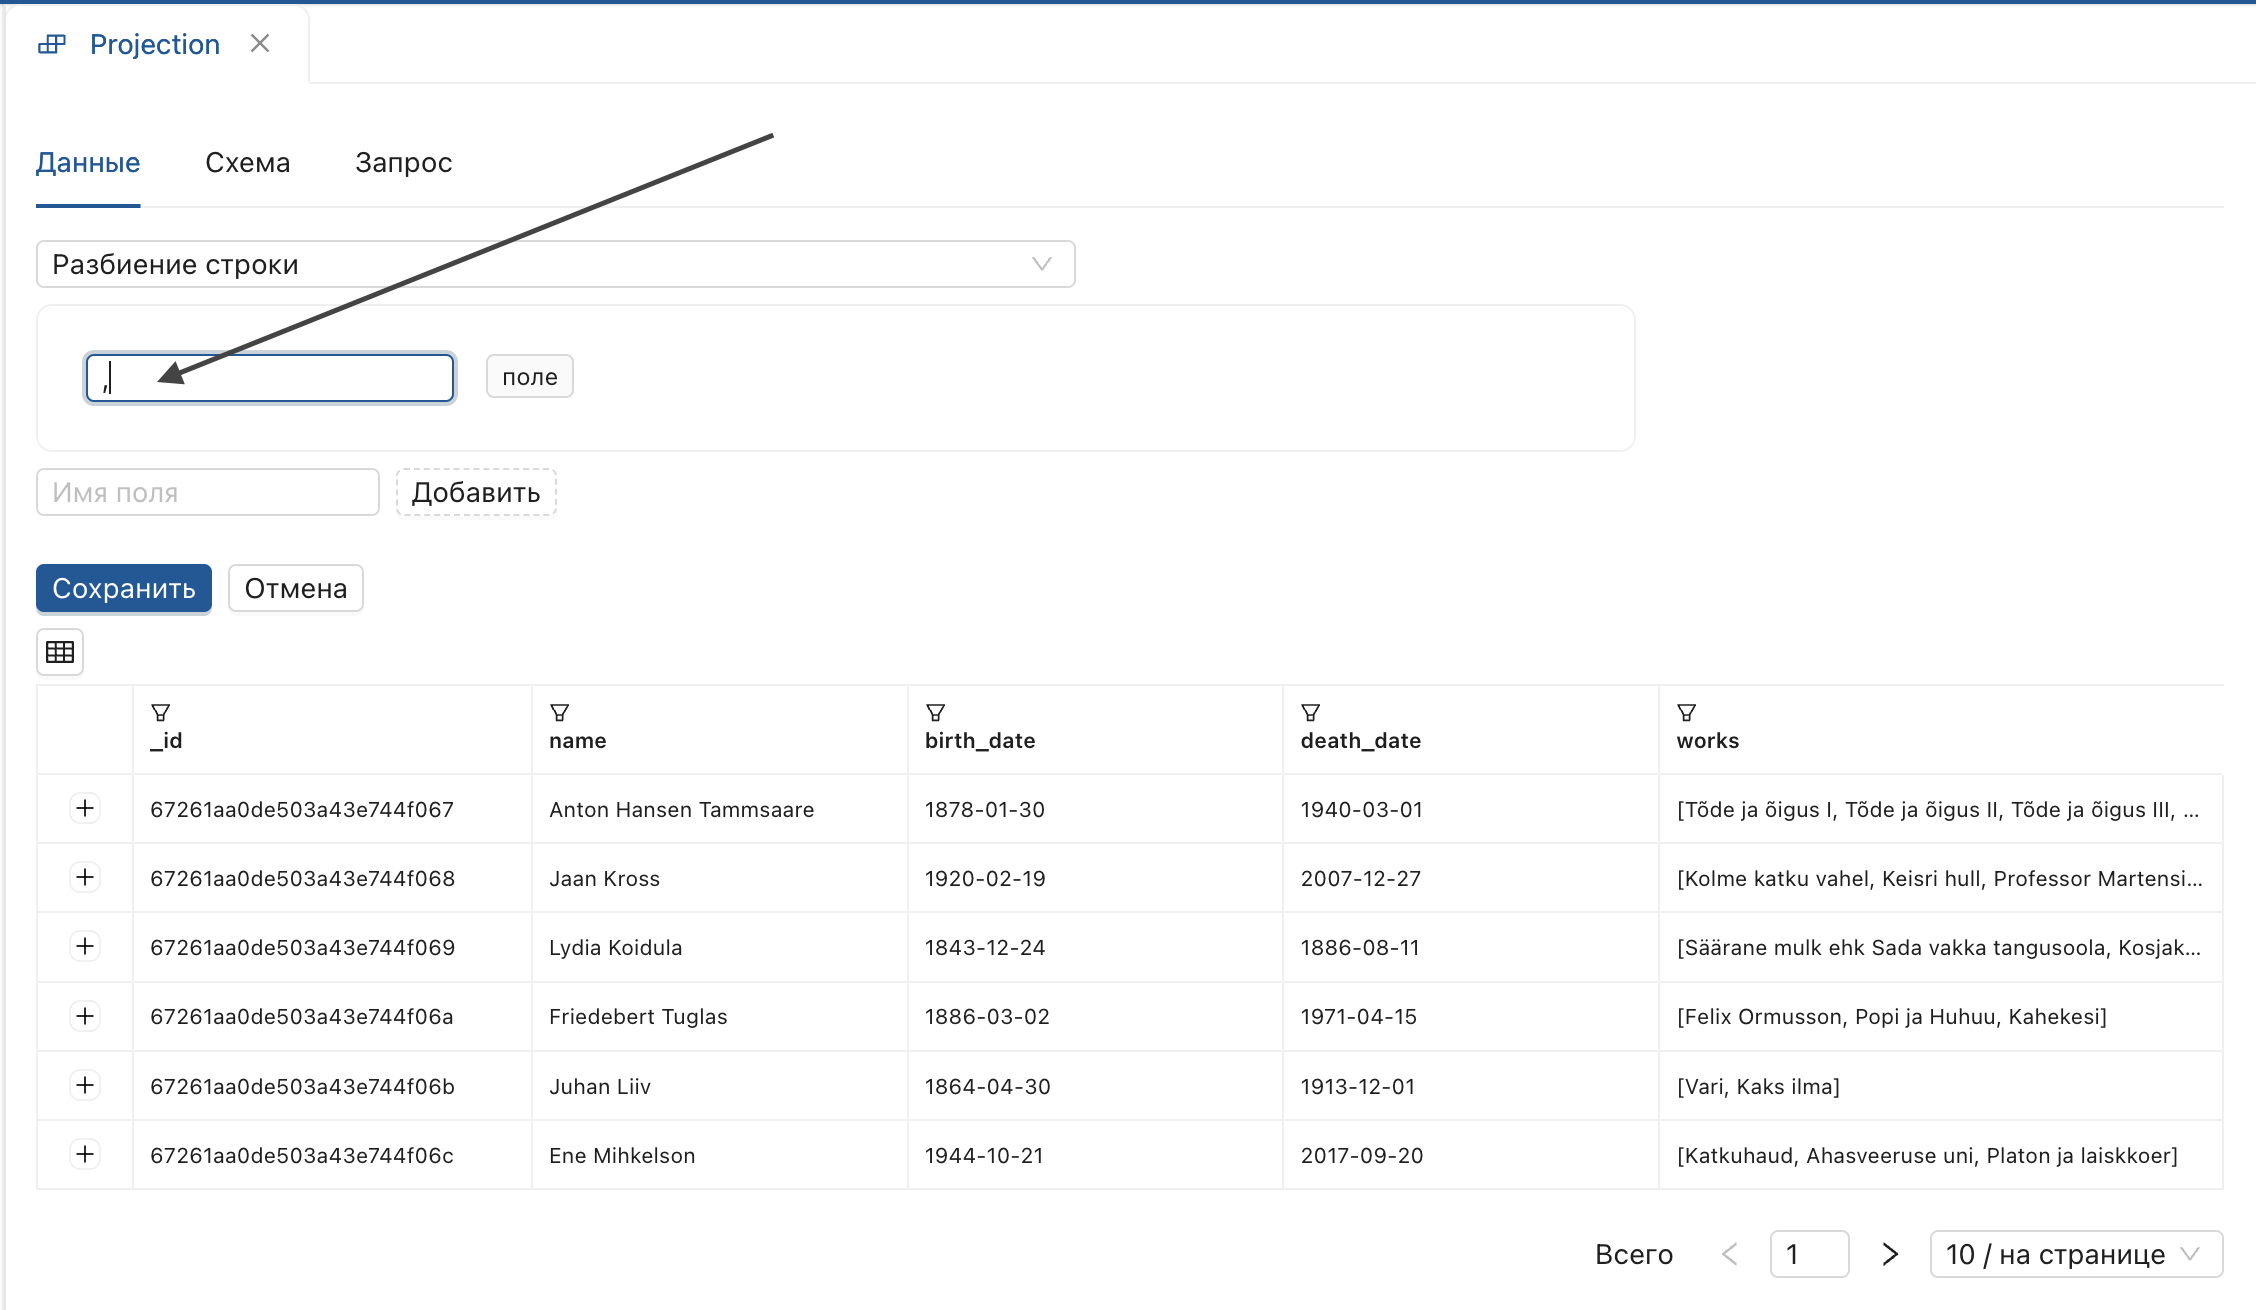 Projection
Данные Схема Запрос
Разбиение строки
, поле
Имя поля Добавить
Сохранить Отмена
_id name birth_date death_date works
67261aa0de503a43e744f067 Anton Hansen Tammsaare 1878-01-30 1940-03-01 [Tõde ja õigus I, Tõde ja õigus II, Tõde ja õigus III, ...
67261aa0de503a43e744f068 Jaan Kross 1920-02-19 2007-12-27 [Kolme katku vahel, Keisri hull, Professor Martensi...
67261aa0de503a43e744f069 Lydia Koidula 1843-12-24 1886-08-11 [Säärane mulk ehk Sada vakka tangusoola, Kosjak...
67261aa0de503a43e744f06a Friedebert Tuglas 1886-03-02 1971-04-15 [Felix Ormusson, Popi ja Huhuu, Kahekesi]
67261aa0de503a43e744f06b Juhan Liiv 1864-04-30 1913-12-01 [Vari, Kaks ilma]
67261aa0de503a43e744f06c Ene Mihkelson 1944-10-21 2017-09-20 [Katkuhaud, Ahasveeruse uni, Platon ja laiskkoer]
Всего 1 10 / на странице